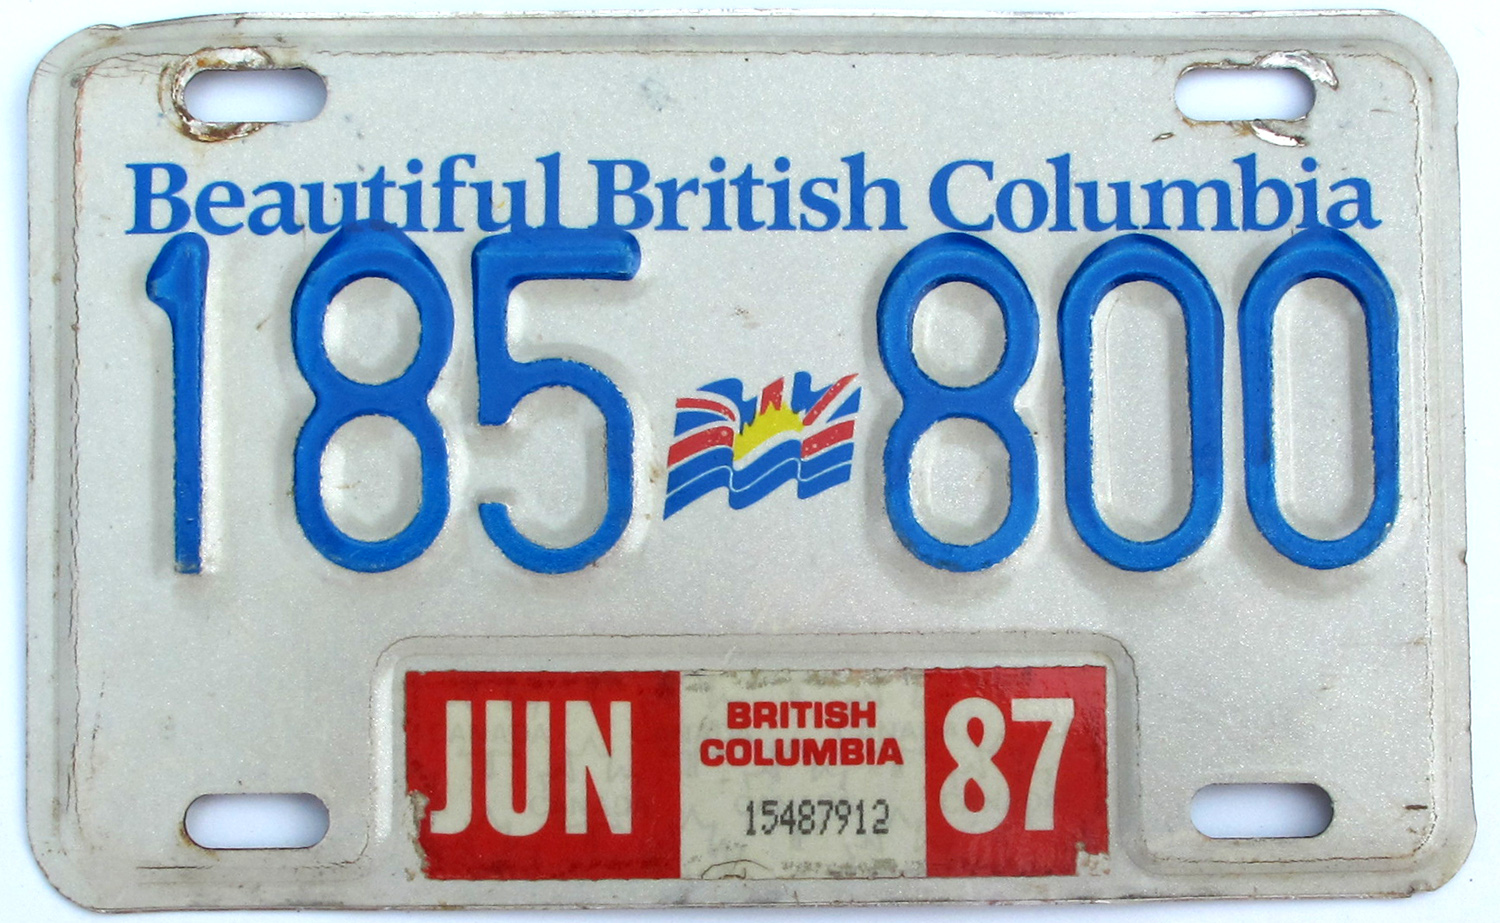 Beautiful British Columbia
185 800
JUN BRITISH COLUMBIA 87
15487912